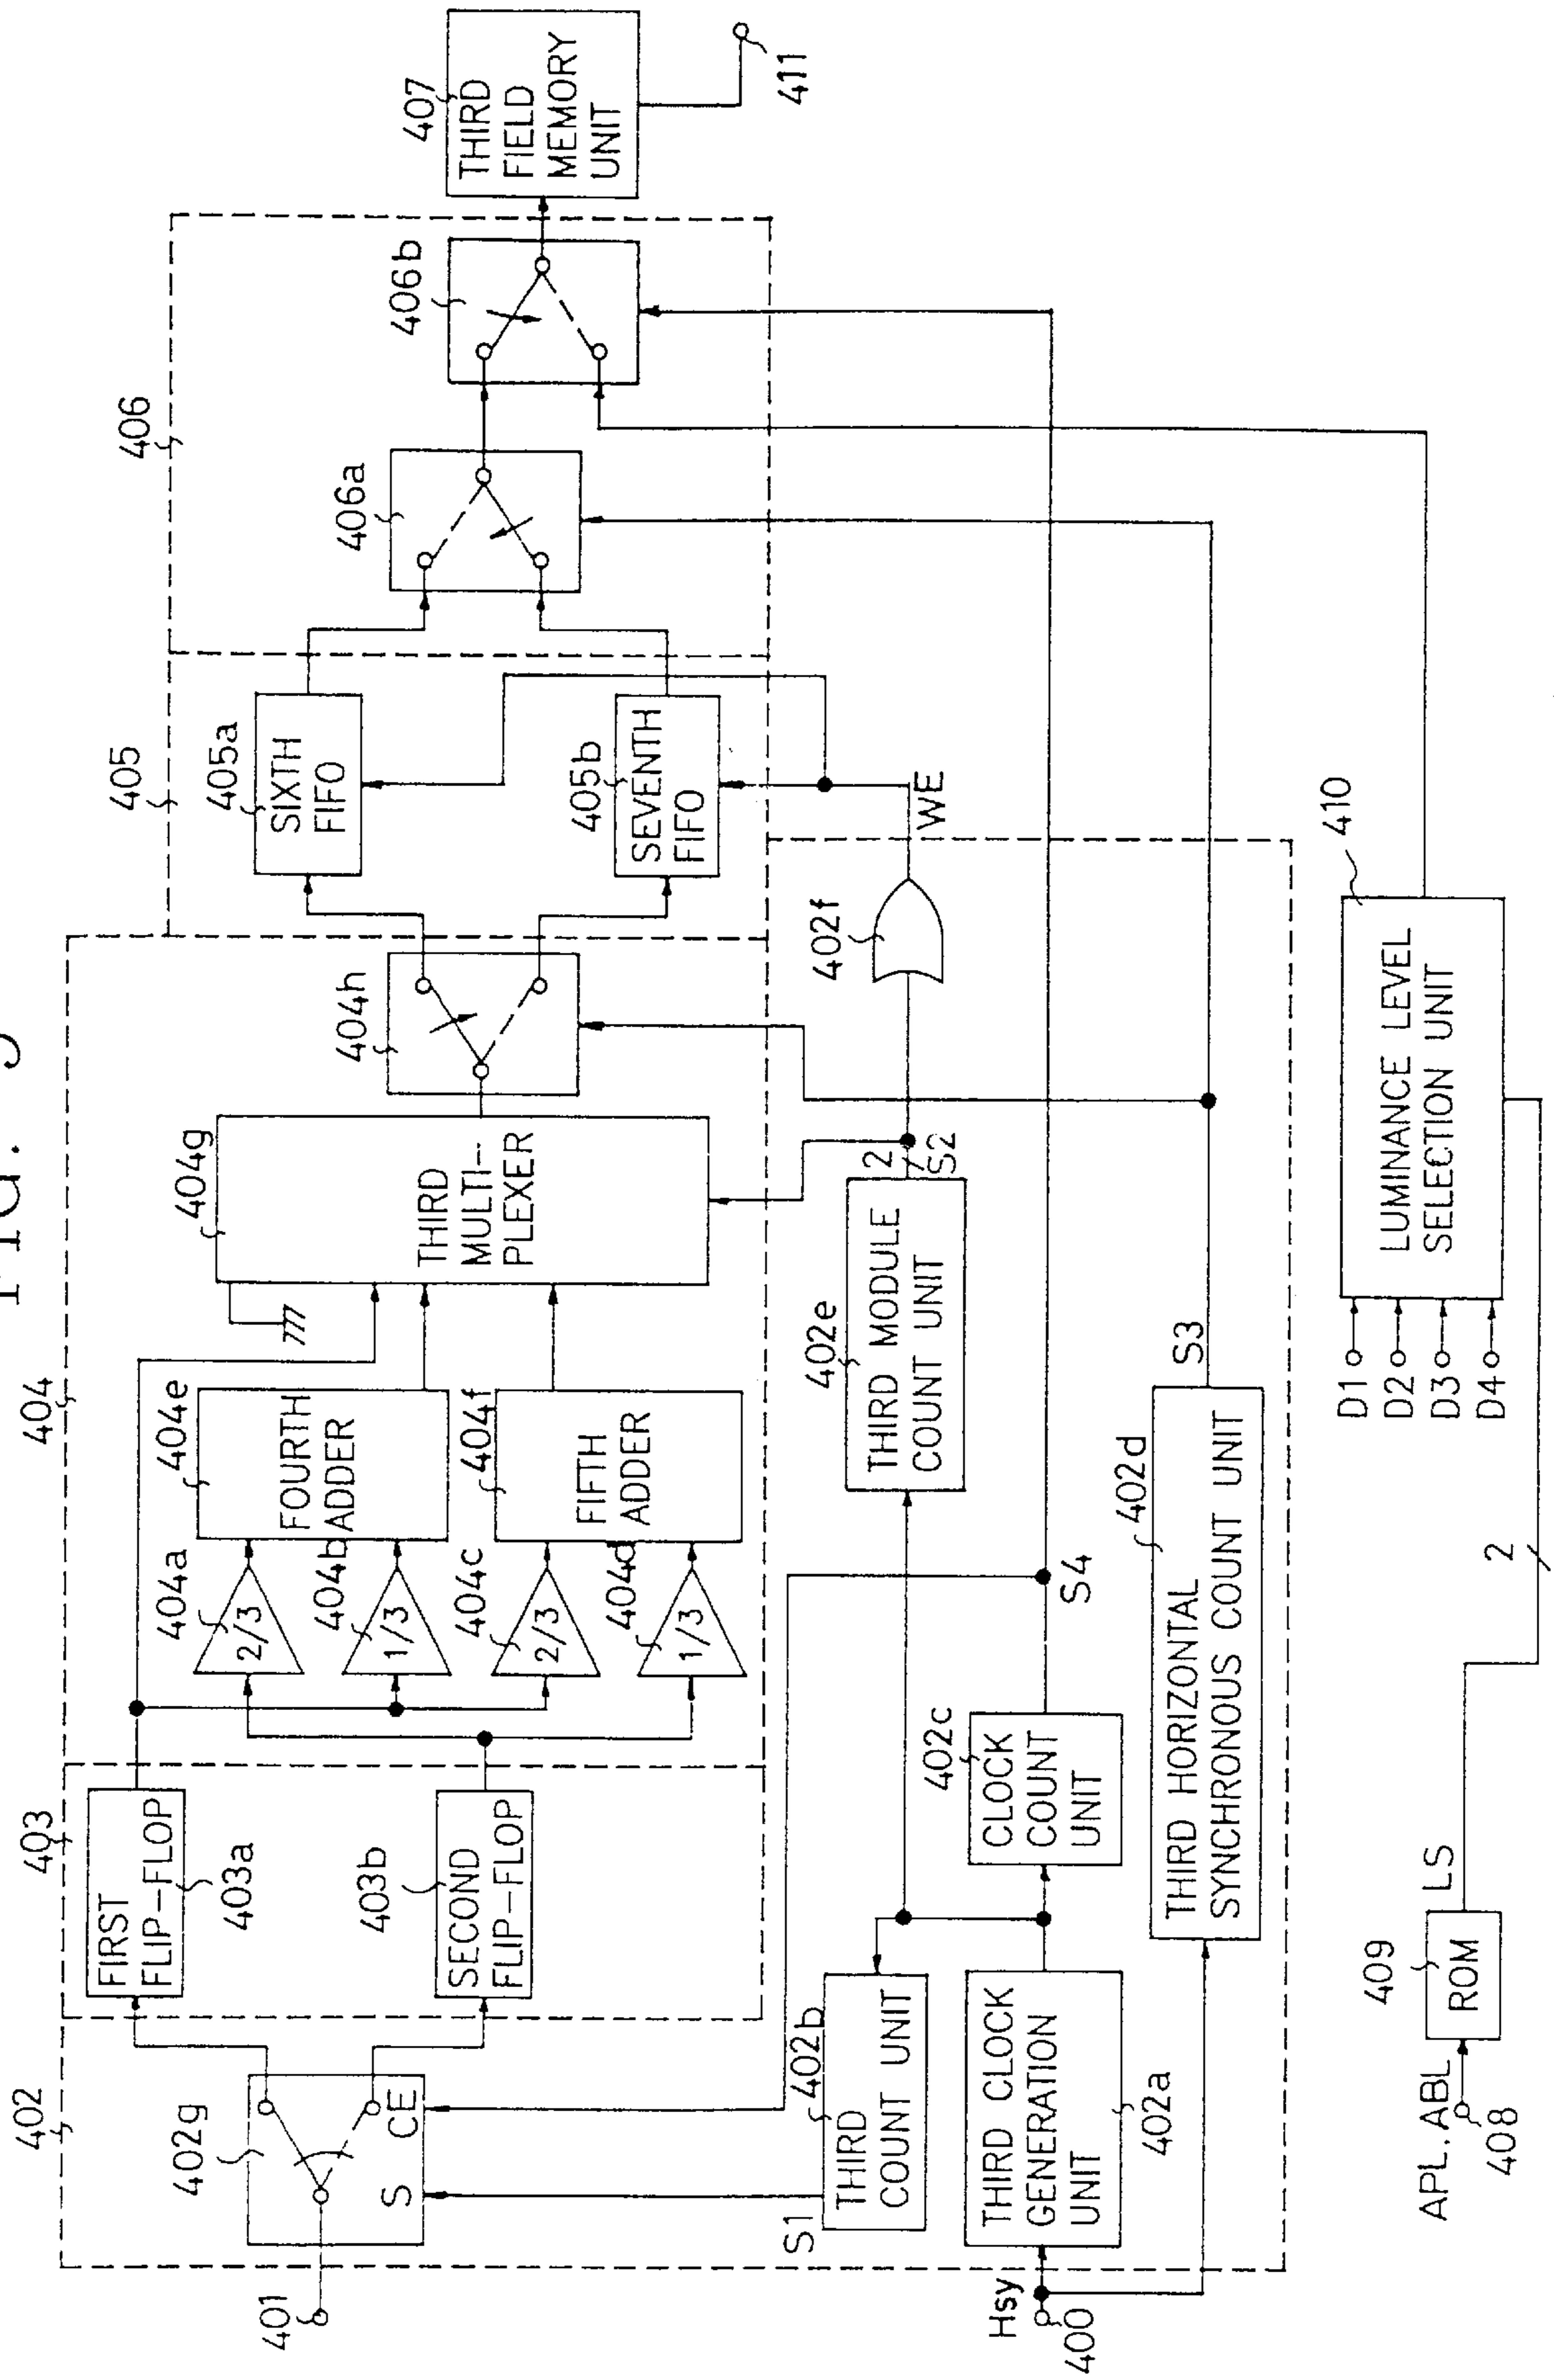 FIG. 9
402
402g
S
CE
401
403
FIRST
FLIP-FLOP
403a
SECOND
FLIP-FLOP
403b
404
404a
2/3
404b
1/3
404c
2/3
404d
1/3
404e
FOURTH
ADDER
404f
FIFTH
ADDER
404g
THIRD
MULTI-
PLEXER
404h
405
405a
SIXTH
FIFO
405b
SEVENTH
FIFO
406
406a
406b
407
THIRD
FIELD
MEMORY
UNIT
411
S1
THIRD
COUNT UNIT
402b
Hsy
400
THIRD CLOCK
GENERATION
UNIT
402a
402c
CLOCK
COUNT
UNIT
S4
402e
THIRD MODULE
COUNT UNIT
2
S2
402f
WE
THIRD HORIZONTAL
SYNCHRONOUS COUNT UNIT
402d
S3
APL.ABL
408
409
ROM
LS
2
D1
D2
D3
D4
LUMINANCE LEVEL
SELECTION UNIT
410